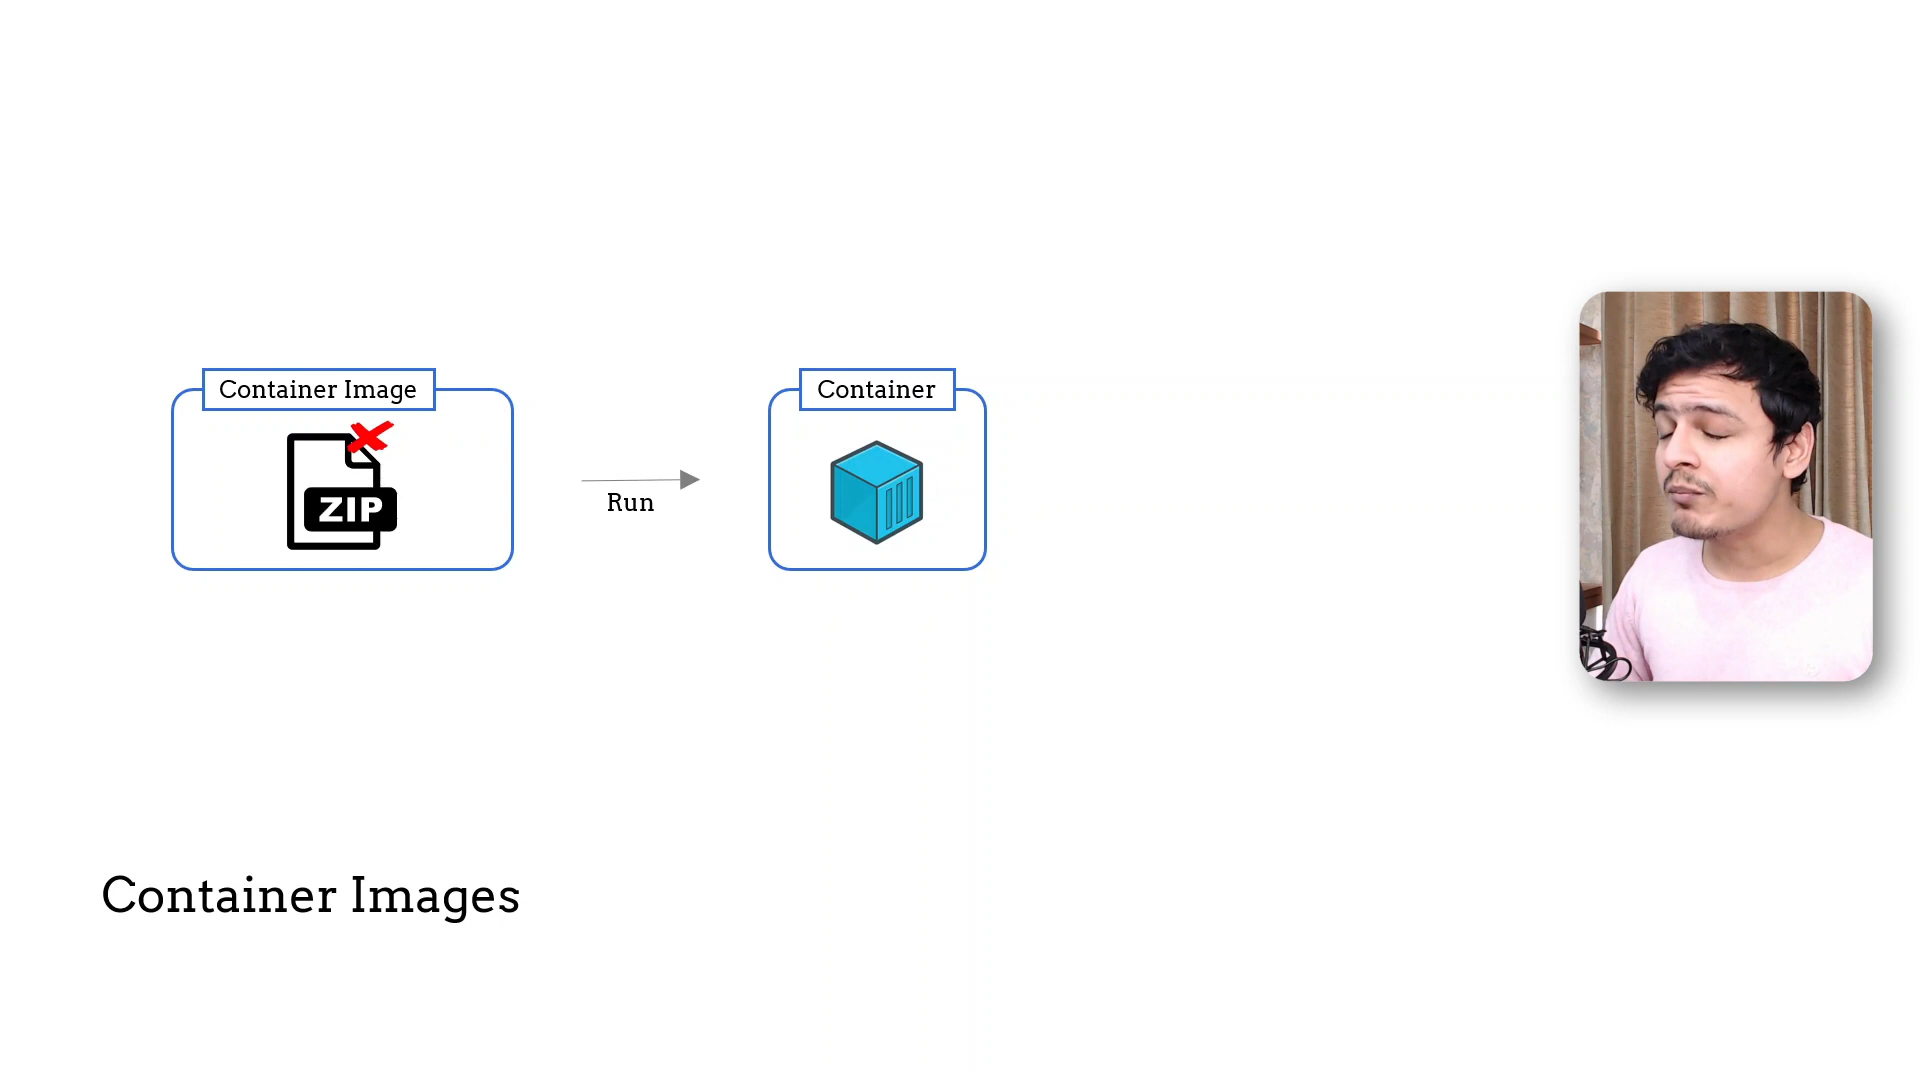 Container Image
Container
ZIP
Run
Container Images